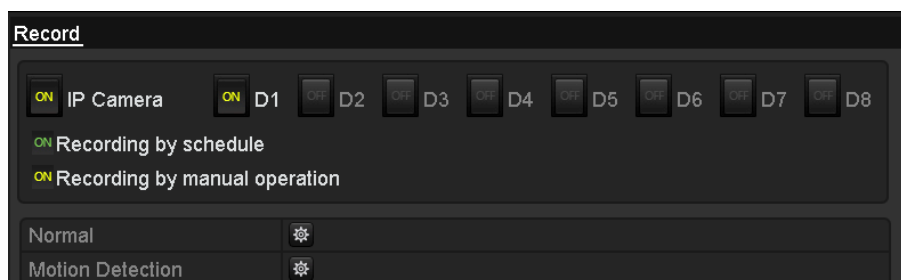 Record
ON IP Camera ON D1 OFF D2 OFF D3 OFF D4 OFF D5 OFF D6 OFF D7 OFF D8
ON Recording by schedule
ON Recording by manual operation
Normal
Motion Detection